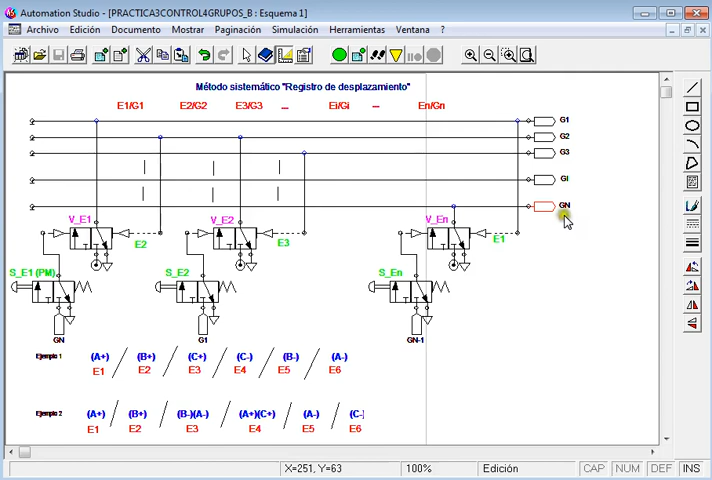 Automation Studio - [PRACTICA3CONTROL4GRUPOS_B : Esquema 1]
Archivo Edición Documento Mostrar Paginación Simulación Herramientas Ventana ?
Método sistemático "Registro de desplazamiento"
E1/G1 E2/G2 E3/G3 ... Ei/Gi ... En/Gn
G1
G2
G3
Gi
GN
V_E1 V_E2 V_En
E2 E3 E1
S_E1 (PM) S_E2 S_En
GN G1 GN-1
Ejemplo 1 (A+) / (B+) / (C+) / (C-) / (B-) / (A-)
E1 E2 E3 E4 E5 E6
Ejemplo 2 (A+) / (B+) / (B-)(A-) / (A+)(C+) / (A-) / (C-)
E1 E2 E3 E4 E5 E6
X=251, Y=63 100% Edición CAP NUM DEF INS